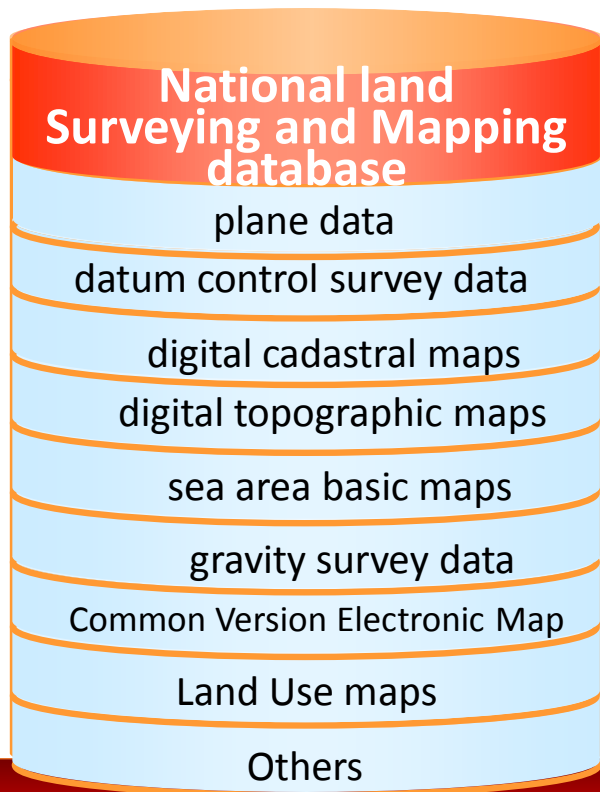 National land
Surveying and Mapping
database
plane data
datum control survey data
digital cadastral maps
digital topographic maps
sea area basic maps
gravity survey data
Common Version Electronic Map
Land Use maps
Others